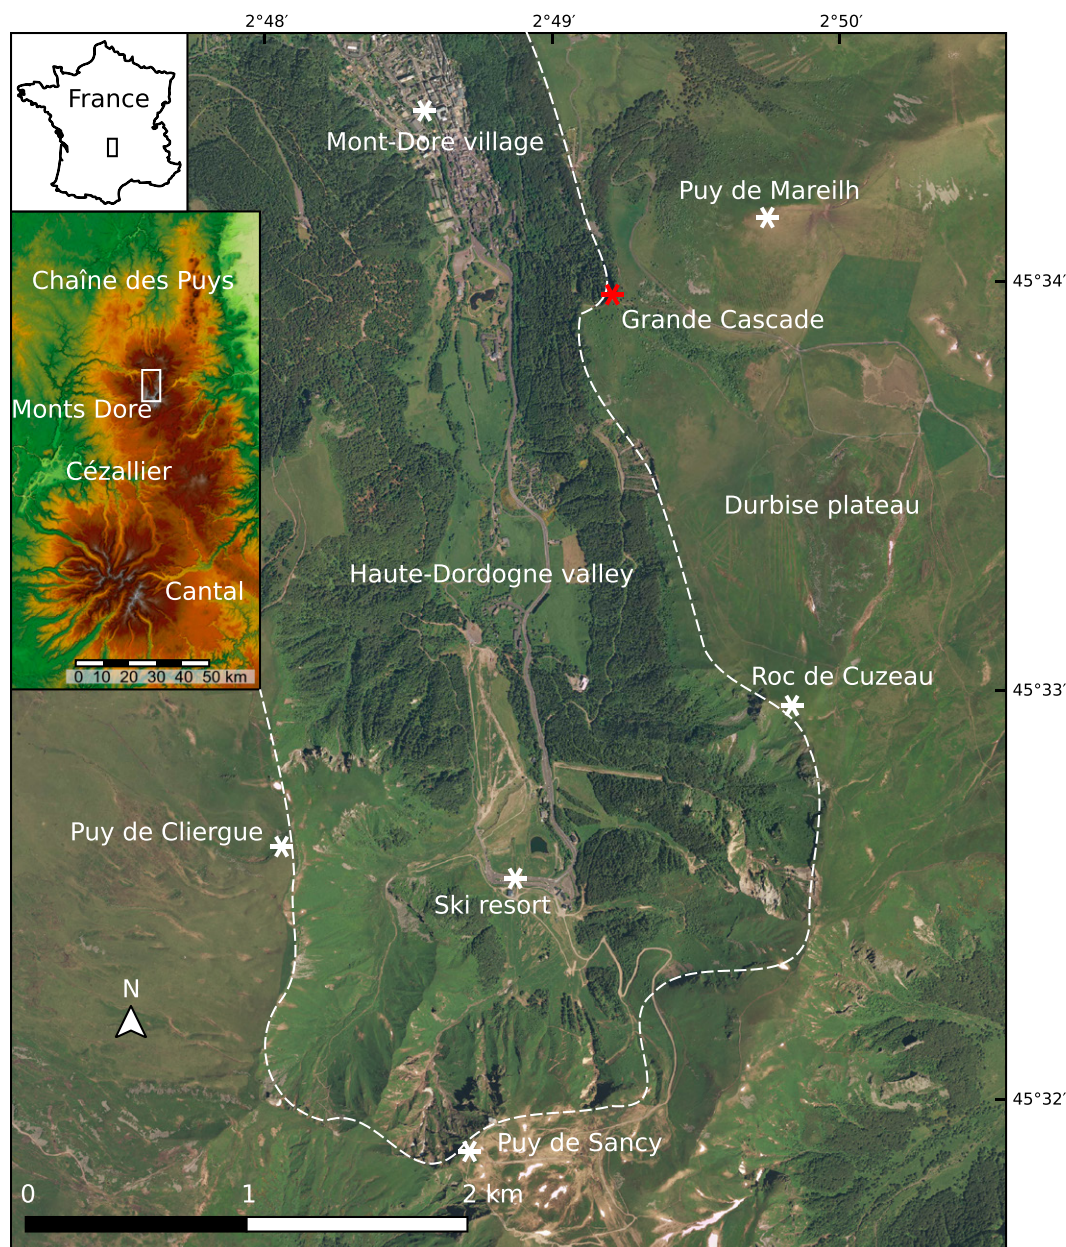 2°48′ 2°49′ 2°50′
France
Mont-Dore village
Puy de Mareilh
Chaîne des Puys
45°34′
Grande Cascade
Monts Dore
Cézallier
Durbise plateau
Haute-Dordogne valley
Cantal
0 10 20 30 40 50 km
Roc de Cuzeau
45°33′
Puy de Cliergue
Ski resort
N
45°32′
Puy de Sancy
0 1 2 km